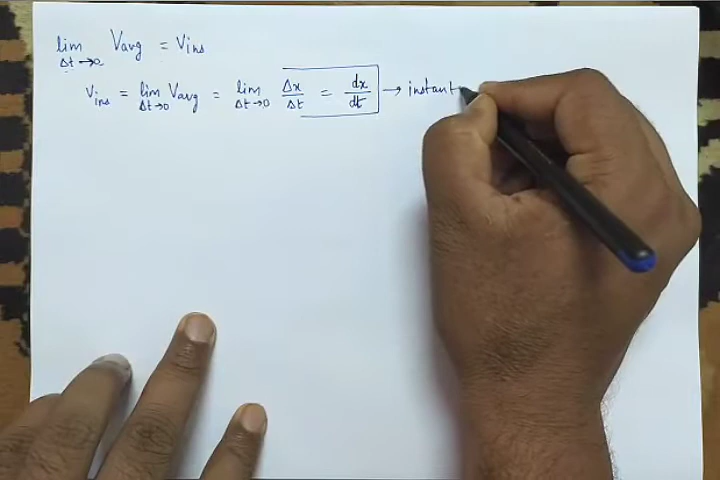 lim Δt→0 Vavg = Vins
Vins = lim Δt→0 Vavg = lim Δt→0 Δx/Δt = dx/dt → instant